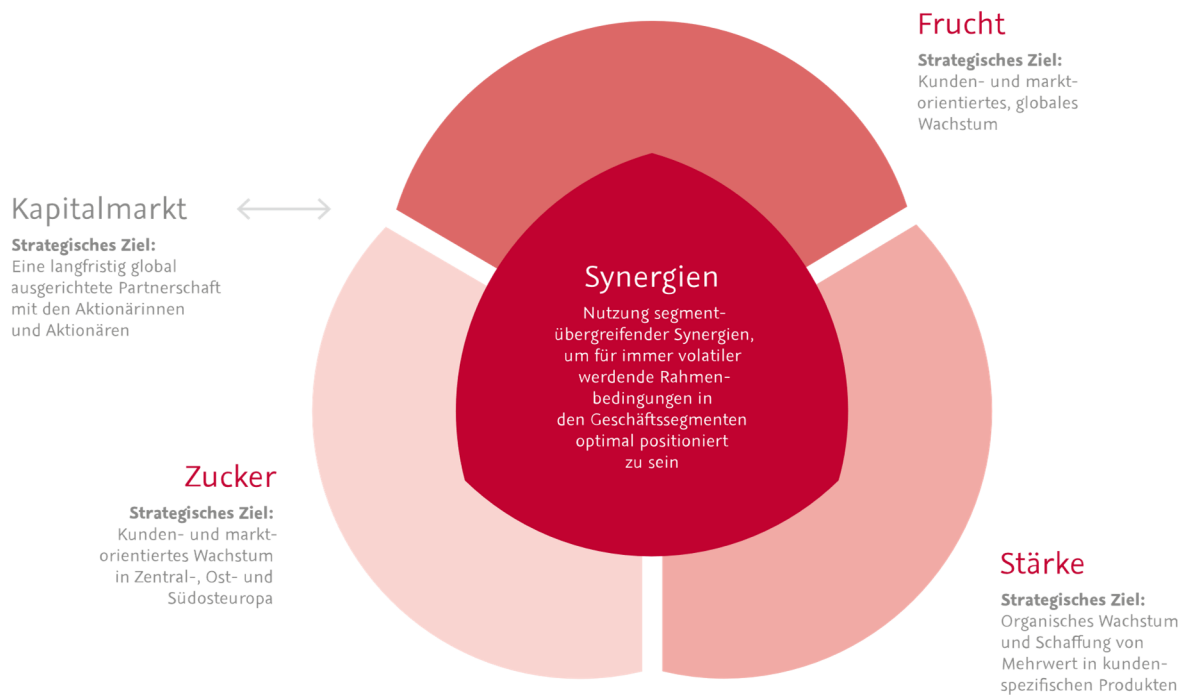 Frucht
Strategisches Ziel:
Kunden- und markt-
orientiertes, globales
Wachstum
Kapitalmarkt
Strategisches Ziel:
Eine langfristig global
ausgerichtete Partnerschaft
mit den Aktionärinnen
und Aktionären
Synergien
Nutzung segment-
übergreifender Synergien,
um für immer volatiler
werdende Rahmen-
bedingungen in
den Geschäftssegmenten
optimal positioniert
zu sein
Zucker
Strategisches Ziel:
Kunden- und markt-
orientiertes Wachstum
in Zentral-, Ost- und
Südosteuropa
Stärke
Strategisches Ziel:
Organisches Wachstum
und Schaffung von
Mehrwert in kunden-
spezifischen Produkten